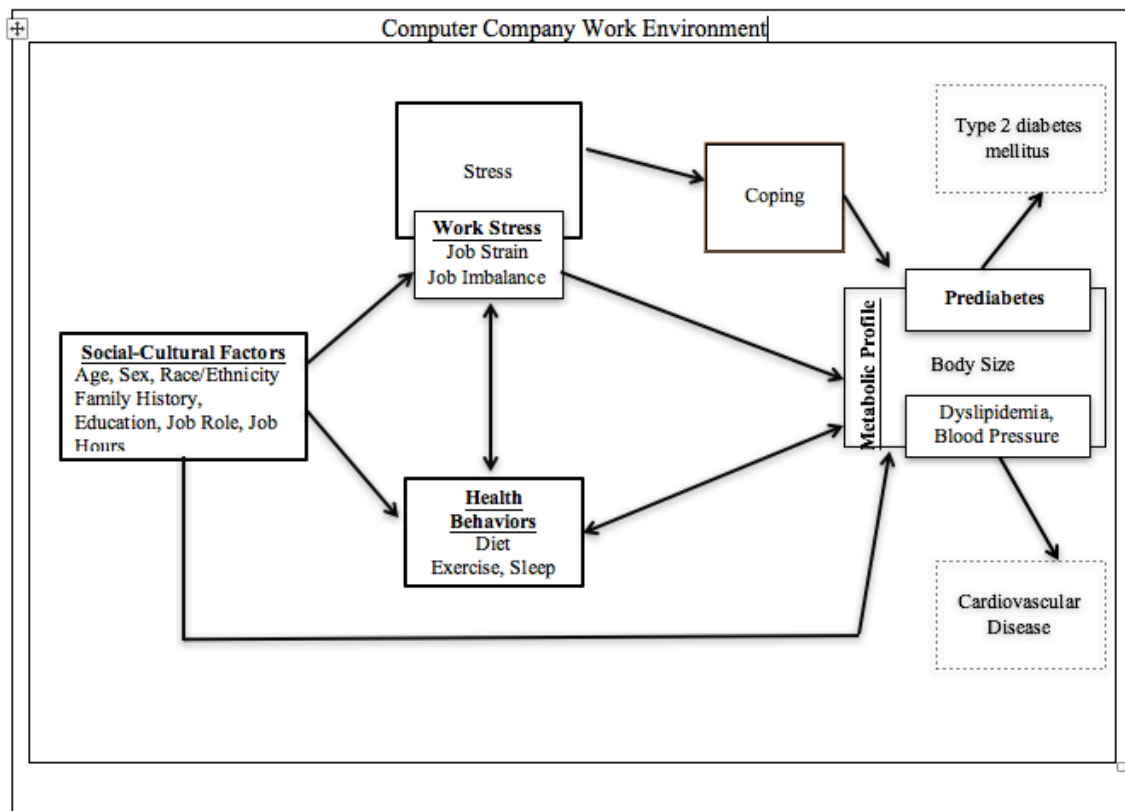 Computer Company Work Environment
Type 2 diabetes
mellitus
Stress
Coping
Work Stress
Job Strain
Job Imbalance
Prediabetes
Social-Cultural Factors
Age, Sex, Race/Ethnicity
Family History,
Education, Job Role, Job
Hours
Metabolic Profile
Body Size
Dyslipidemia,
Blood Pressure
Health
Behaviors
Diet
Exercise, Sleep
Cardiovascular
Disease